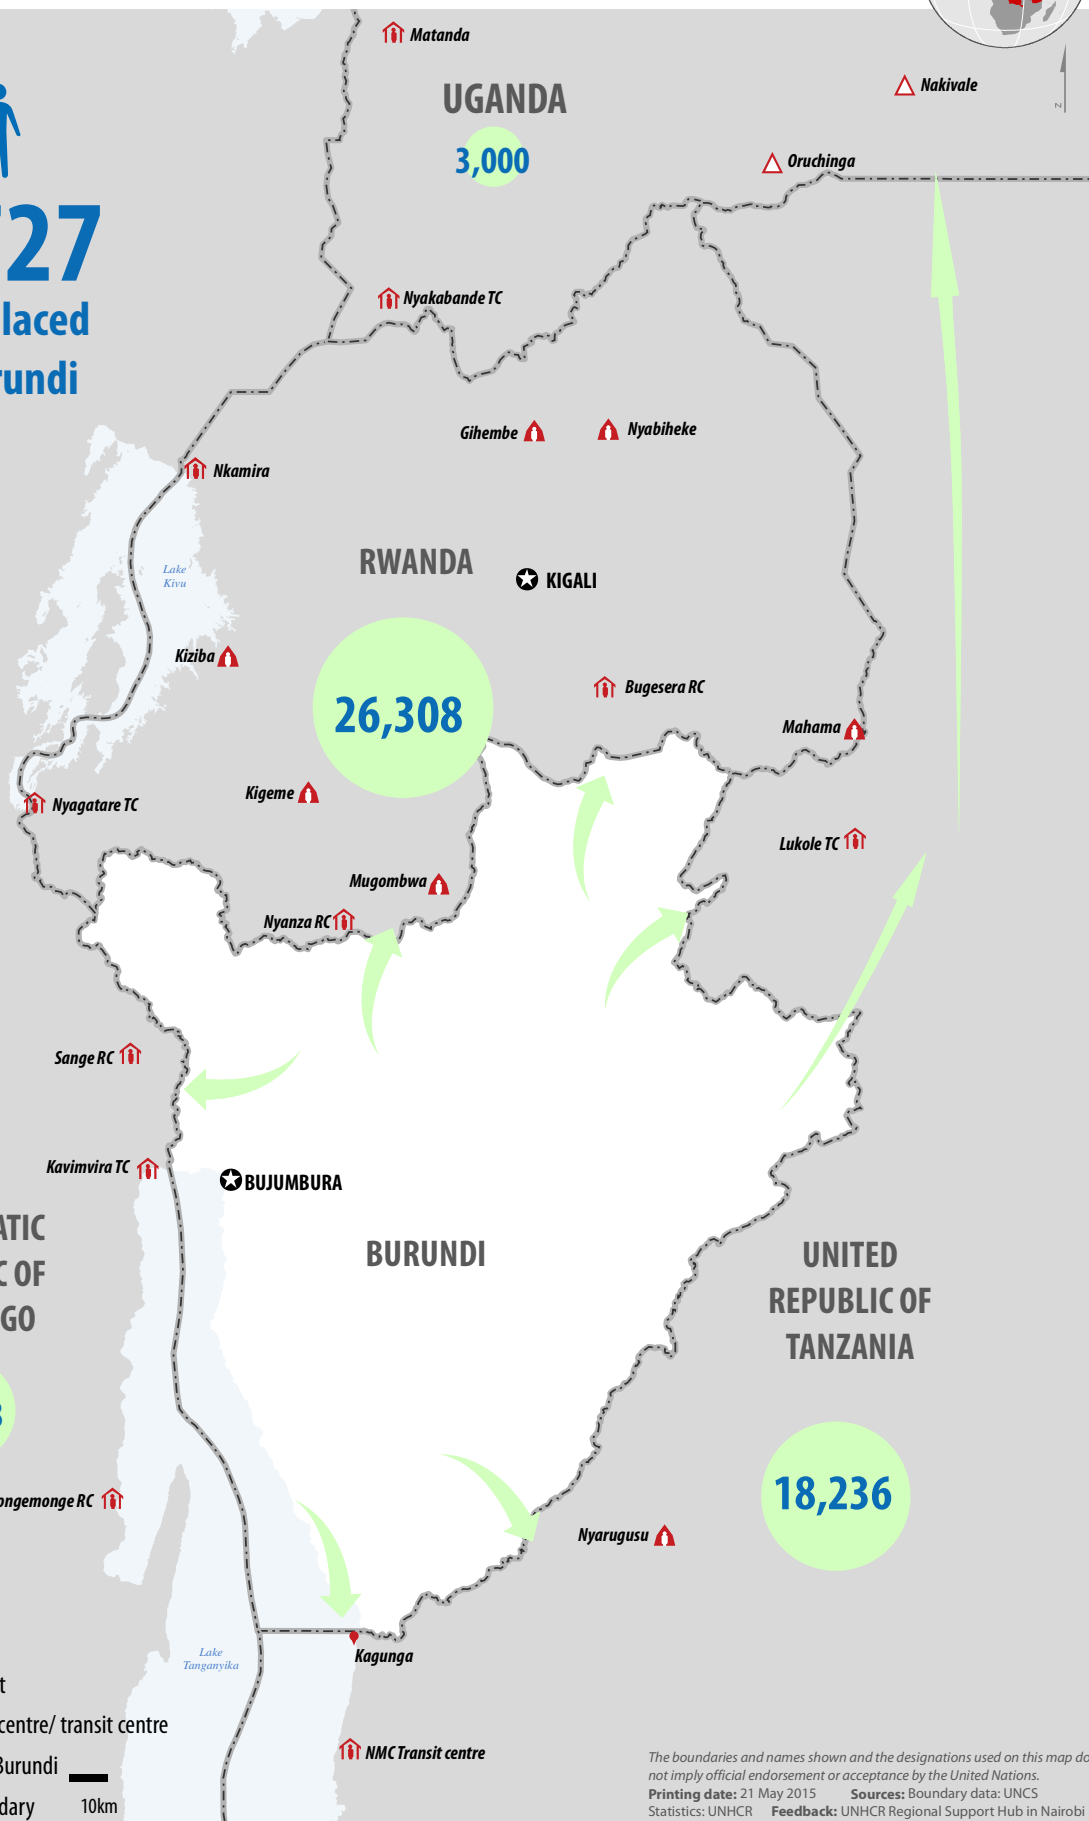 Matanda
UGANDA
3,000
Nakivale
N
Oruchinga
27
laced
rundi
Nyakabande TC
Gihembe
Nyabiheke
Nkamira
RWANDA
KIGALI
Lake
Kivu
Kiziba
26,308
Bugesera RC
Mahama
Kigeme
Nyagatare TC
Lukole TC
Mugombwa
Nyanza RC
Sange RC
Kavimvira TC
BUJUMBURA
ATIC
C OF
GO
BURUNDI
UNITED
REPUBLIC OF
TANZANIA
18,236
ongemonge RC
Nyarugusu
Kagunga
Lake
Tanganyika
NMC Transit centre
t
centre/ transit centre
Burundi
dary
10km
The boundaries and names shown and the designations used on this map do
not imply official endorsement or acceptance by the United Nations.
Printing date: 21 May 2015 Sources: Boundary data: UNCS
Statistics: UNHCR Feedback: UNHCR Regional Support Hub in Nairobi